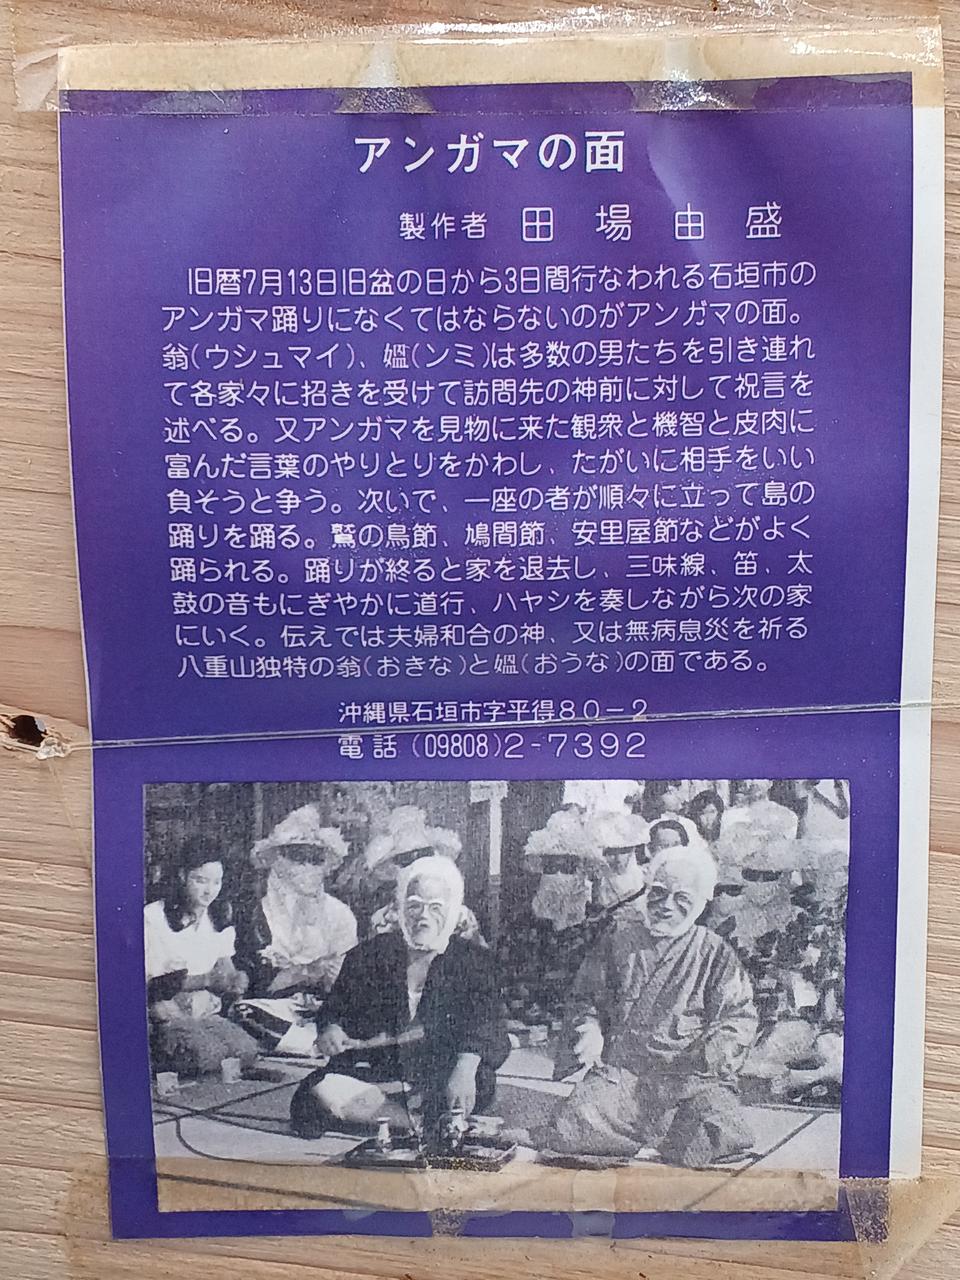 アンガマの面
製作者 田場由盛
旧暦7月13日旧盆の日から3日間行なわれる石垣市の
アンガマ踊りになくてはならないのがアンガマの面。
翁(ウシュマイ)、媼(ンミ)は多数の男たちを引き連れ
て各家々に招きを受けて訪問先の神前に対して祝言を
述べる。又アンガマを見物に来た観衆と機智と皮肉に
富んだ言葉のやりとりをかわし、たがいに相手をいい
負そうと争う。次いで、一座の者が順々に立って島の
踊りを踊る。鷲の鳥節、鳩間節、安里屋節などがよく
踊られる。踊りが終ると家を退去し、三味線、笛、太
鼓の音もにぎやかに道行、ハヤシを奏しながら次の家
にいく。伝えでは夫婦和合の神、又は無病息災を祈る
八重山独特の翁(おきな)と媼(おうな)の面である。
沖縄県石垣市字平得80-2
電話(09808)2-7392